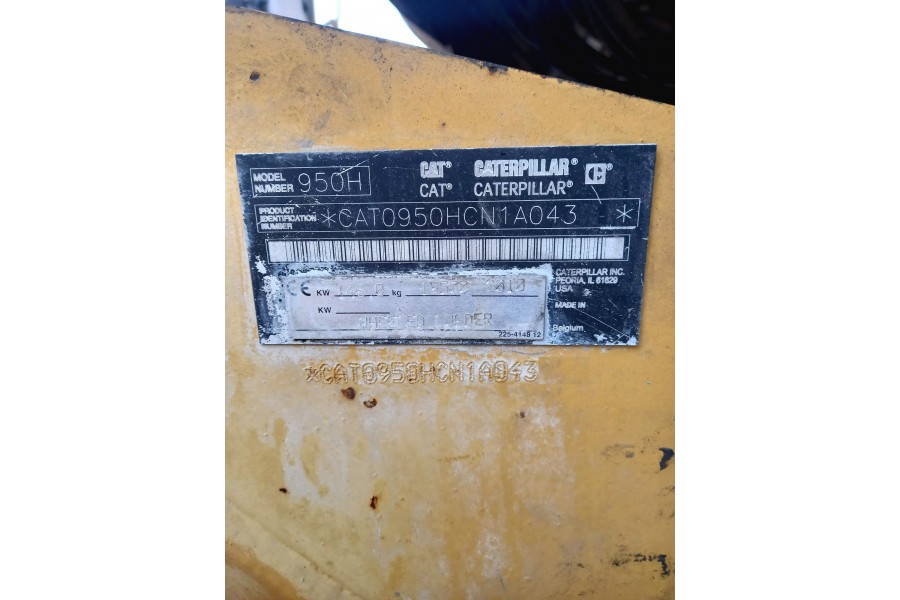 CAT® CATERPILLAR®
MODEL NUMBER 950H CAT® CATERPILLAR®
PRODUCT IDENTIFICATION NUMBER *CAT0950HCN1A043 *
CATERPILLAR INC.
PEORIA, IL 61629
USA
CE KW kg
KW
MADE IN
Belgium
225-4148 12
*CAT0950HCN1A043